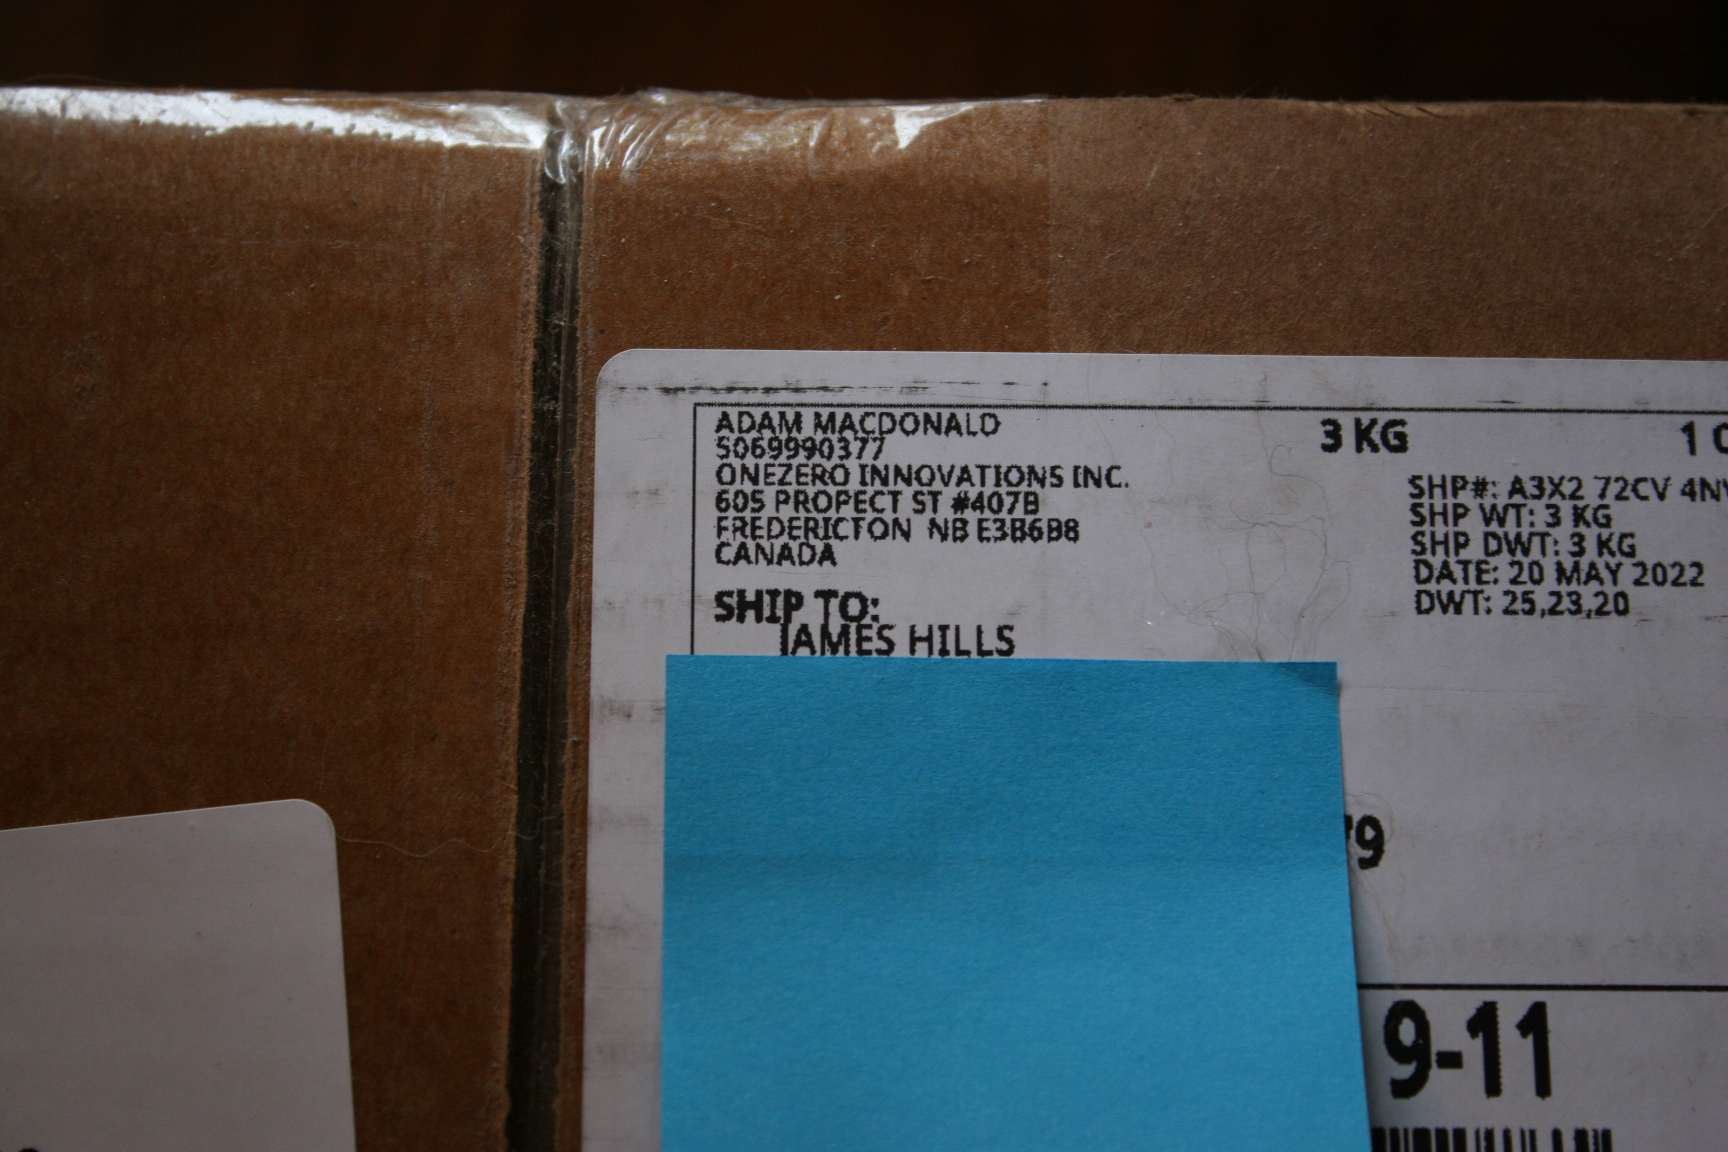 ADAM MACDONALD
5069990377
ONEZERO INNOVATIONS INC.
605 PROPECT ST #407B
FREDERICTON NB E3B6B8
CANADA
SHIP TO:
JAMES HILLS
3 KG
1
SHP#: A3X2 72CV
SHP WT: 3 KG
SHP DWT: 3 KG
DATE: 20 MAY 2022
DWT: 25,23,20
9
9-11